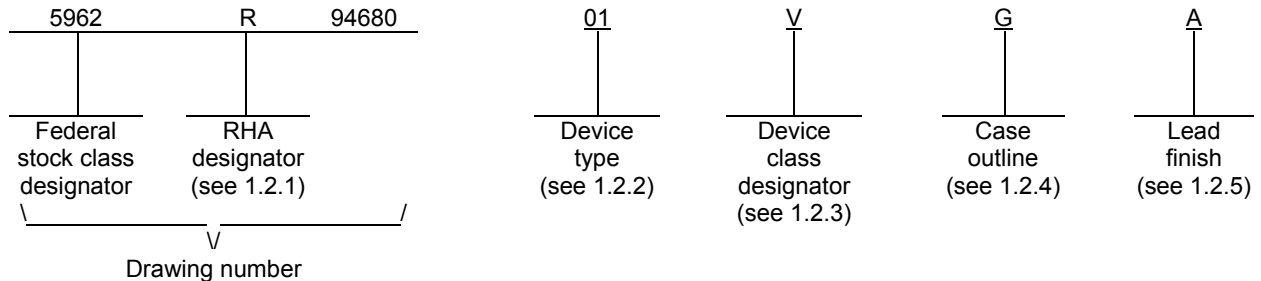 5962 R 94680 01 V G A
Federal RHA Device Device Case Lead
stock class designator type class outline finish
designator (see 1.2.1) (see 1.2.2) designator (see 1.2.4) (see 1.2.5)
(see 1.2.3)
\ /
\/
Drawing number